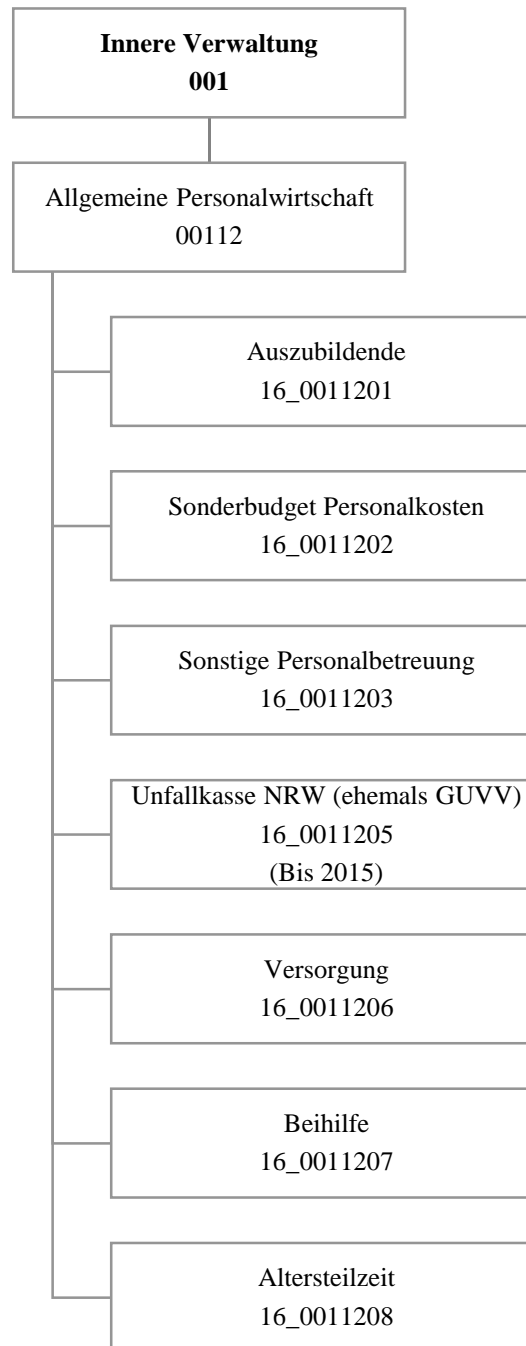 Innere Verwaltung
001
Allgemeine Personalwirtschaft
00112
Auszubildende
16_0011201
Sonderbudget Personalkosten
16_0011202
Sonstige Personalbetreuung
16_0011203
Unfallkasse NRW (ehemals GUVV)
16_0011205
(Bis 2015)
Versorgung
16_0011206
Beihilfe
16_0011207
Altersteilzeit
16_0011208